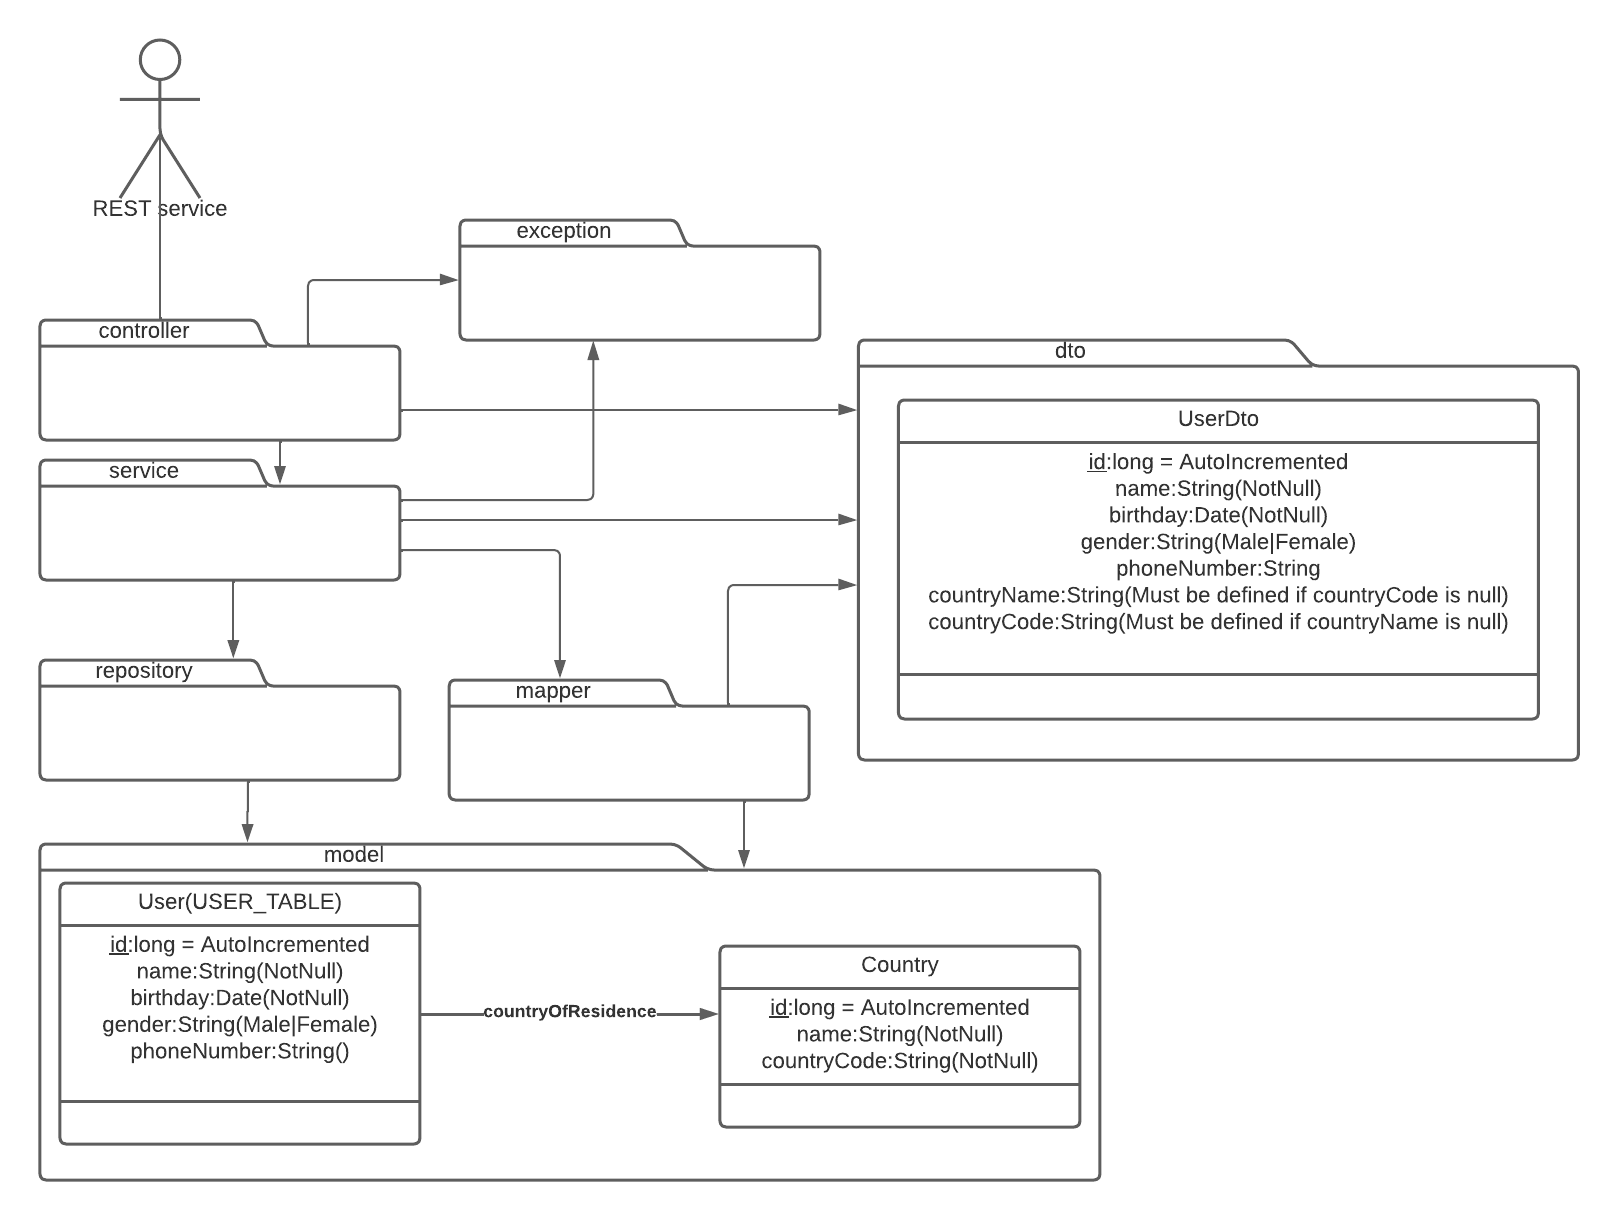 REST service
exception
controller
dto
service
UserDto
id:long = AutoIncremented
name:String(NotNull)
birthday:Date(NotNull)
gender:String(Male|Female)
phoneNumber:String
countryName:String(Must be defined if countryCode is null)
countryCode:String(Must be defined if countryName is null)
repository
mapper
model
User(USER_TABLE)
id:long = AutoIncremented
name:String(NotNull)
birthday:Date(NotNull)
gender:String(Male|Female)
phoneNumber:String()
countryOfResidence
Country
id:long = AutoIncremented
name:String(NotNull)
countryCode:String(NotNull)